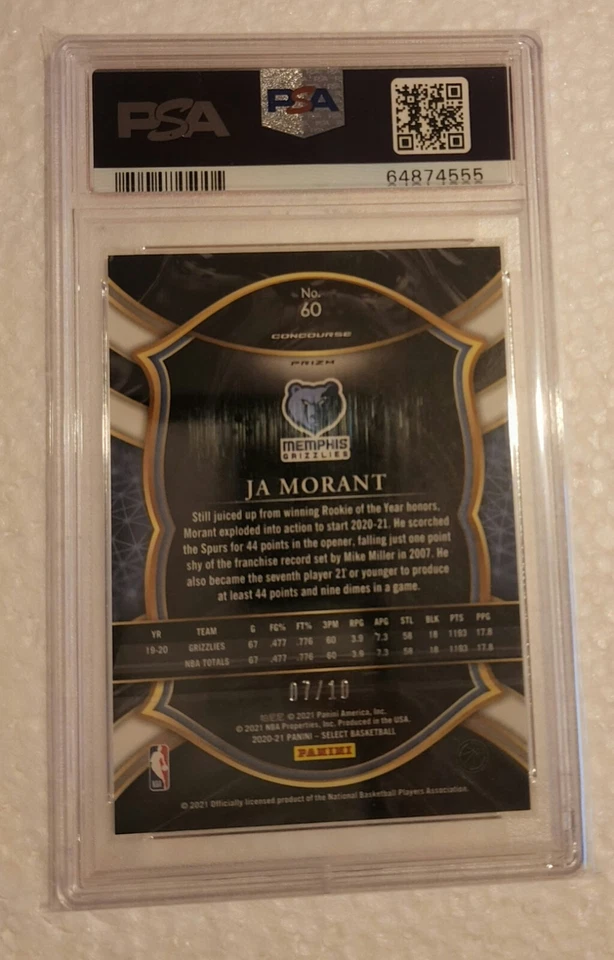 PSA
PSA
64874555
No.
60
CONCOURSE
PRIZM
MEMPHIS
GRIZZLIES
JA MORANT
Still juiced up from winning Rookie of the Year honors,
Morant exploded into action to start 2020-21. He scorched
the Spurs for 44 points in the opener, falling just one point
shy of the franchise record set by Mike Miller in 2007. He
also became the seventh player 21 or younger to produce
at least 44 points and nine dimes in a game.
YR TEAM G FG% FT% 3PM RPG APG STL BLK PTS PPG
19-20 GRIZZLIES 67 .477 .776 60 3.9 7.3 58 18 1193 17.8
NBA TOTALS 67 .477 .776 60 3.9 7.3 58 18 1193 17.8
07/10
帕尼尼 © 2021 Panini America, Inc.
© 2021 NBA Properties, Inc. Produced in the USA.
2020-21 PANINI - SELECT BASKETBALL
PANINI
NBA
© 2021 Officially licensed product of the National Basketball Players Association.